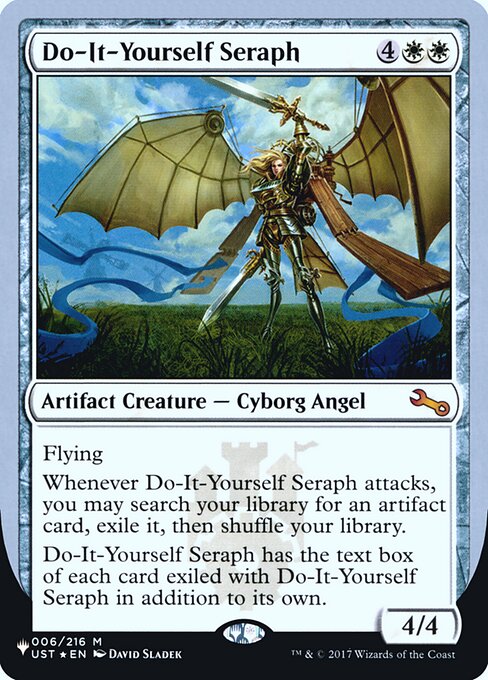 Do-It-Yourself Seraph 4
Artifact Creature — Cyborg Angel
Flying
Whenever Do-It-Yourself Seraph attacks,
you may search your library for an artifact
card, exile it, then shuffle your library.
Do-It-Yourself Seraph has the text box
of each card exiled with Do-It-Yourself
Seraph in addition to its own.
4/4
006/216 M
UST ★ EN DAVID SLADEK
™ & © 2017 Wizards of the Coast